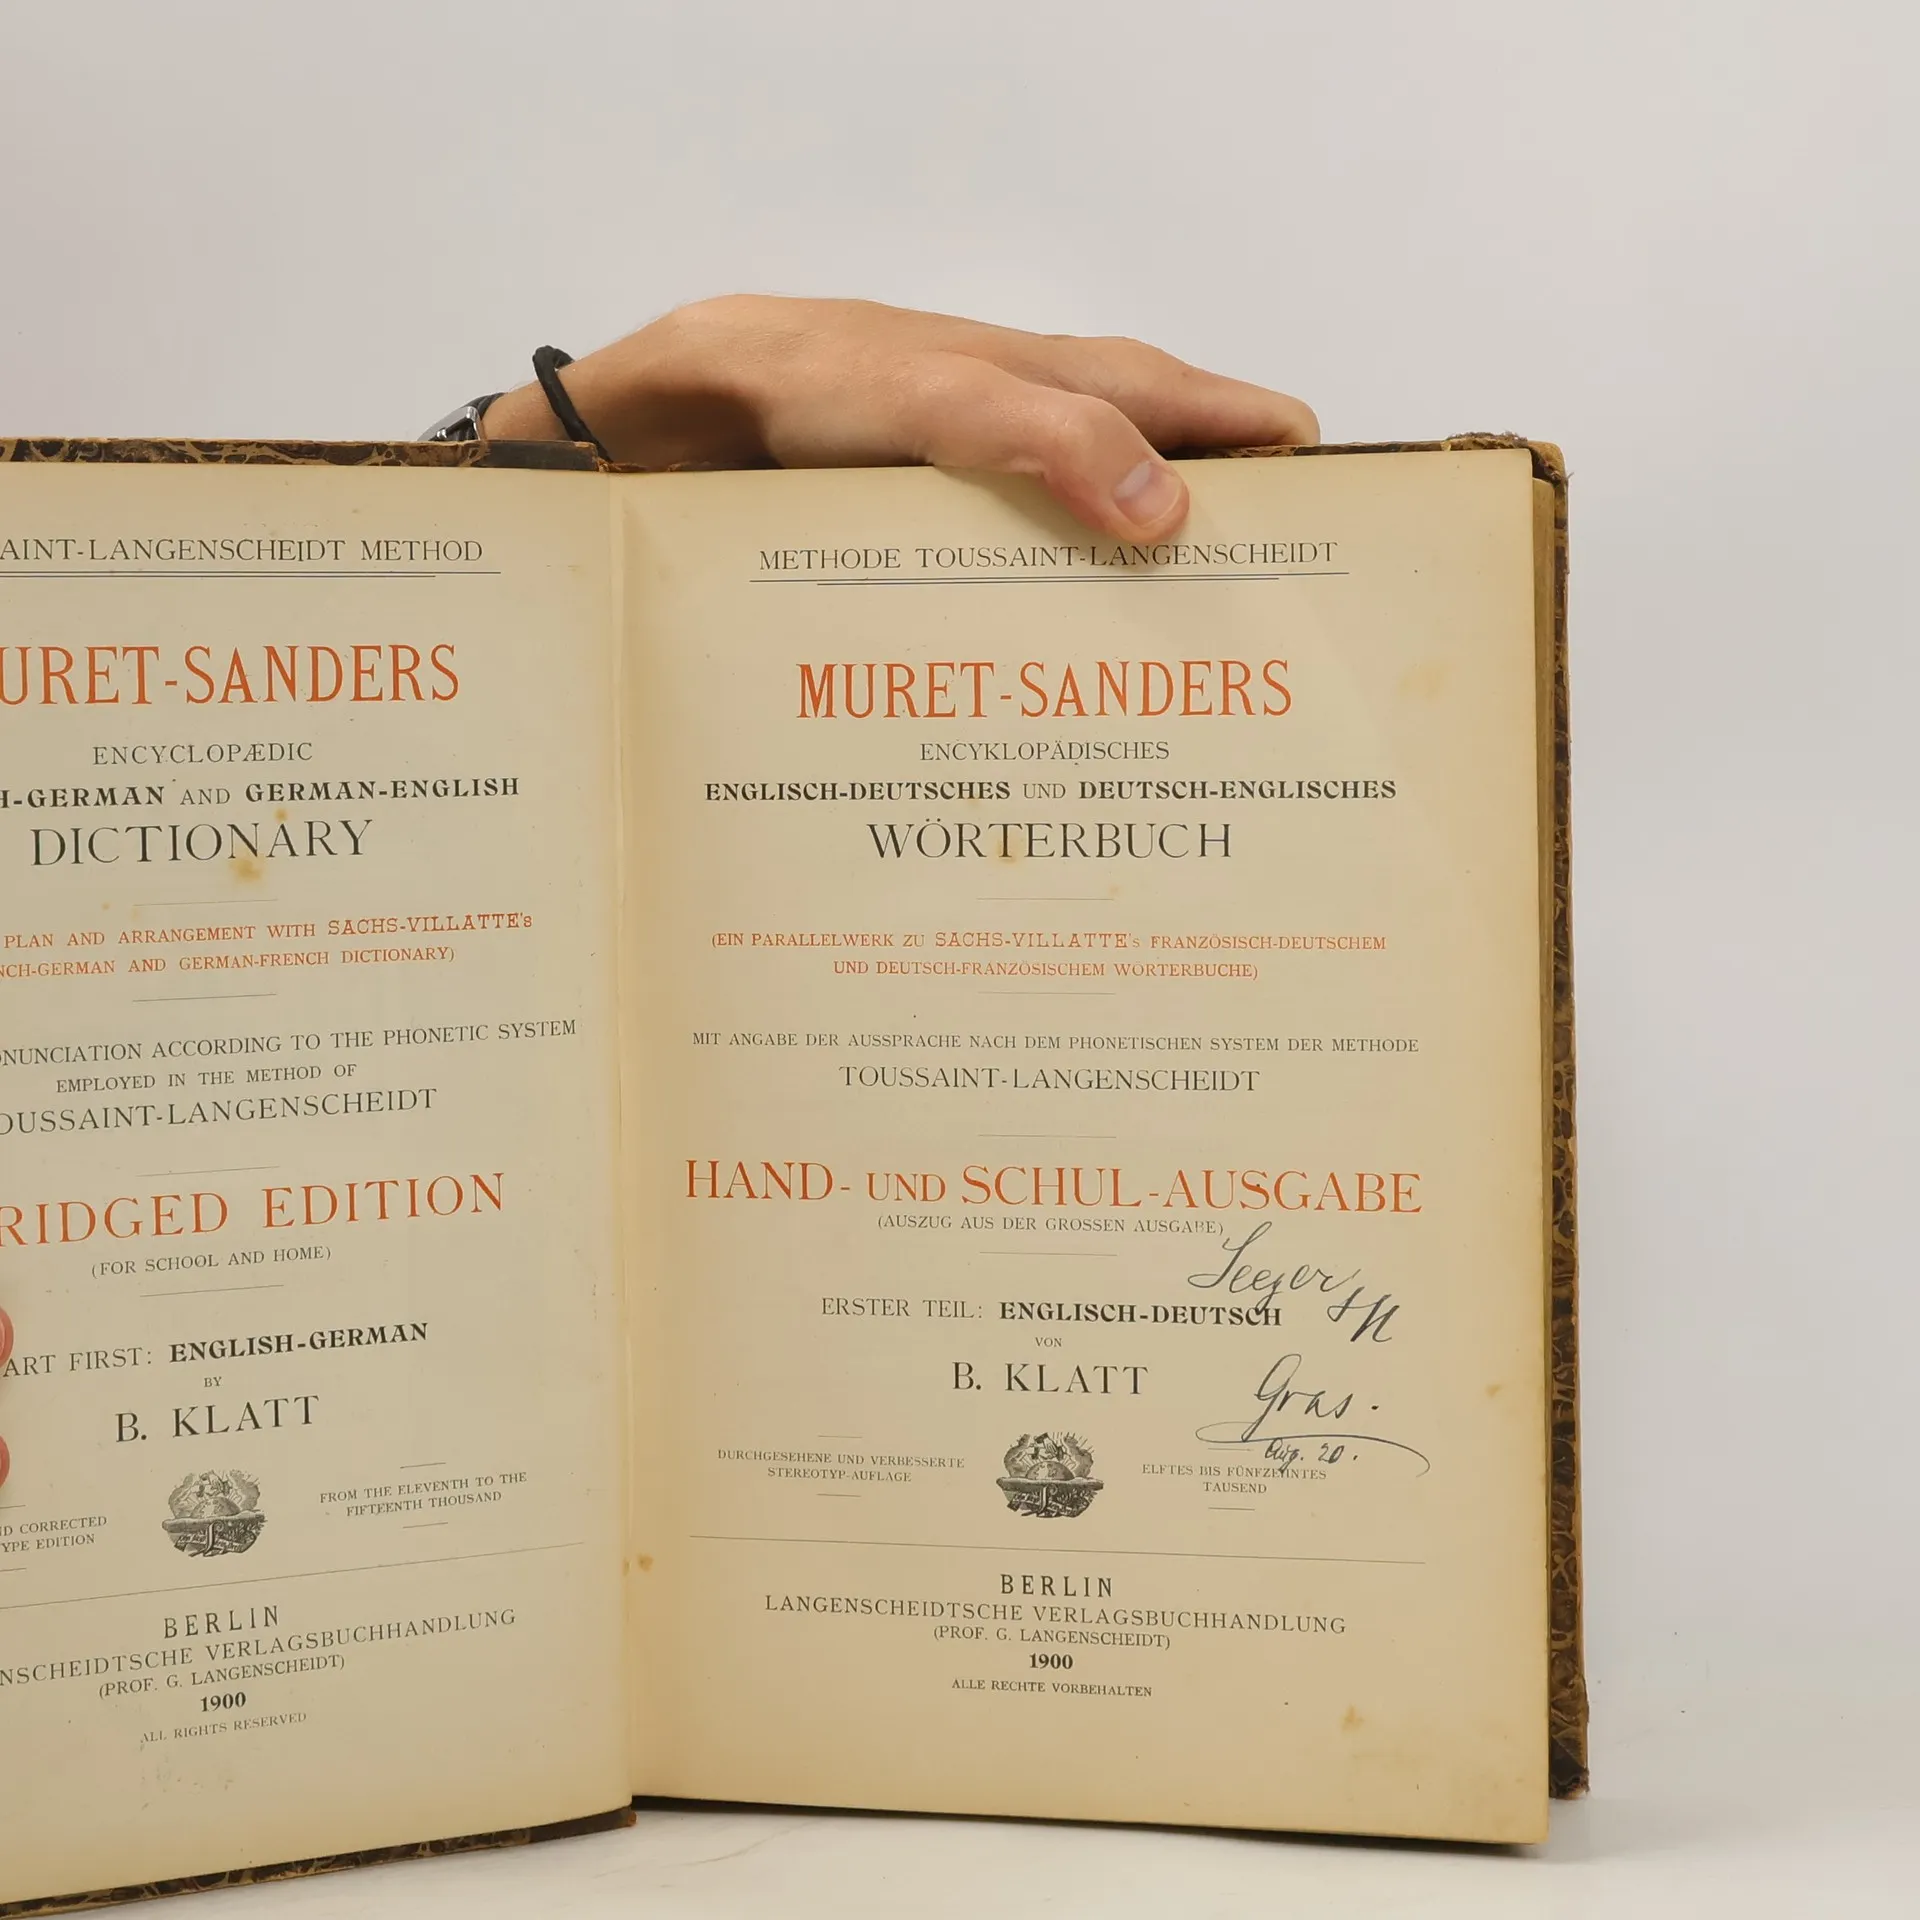 AINT-LANGENSCHEIDT METHOD
URET-SANDERS
ENCYCLOPÆDIC
H-GERMAN AND GERMAN-ENGLISH
DICTIONARY
PLAN AND ARRANGEMENT WITH SACHS-VILLATTE's
NCH-GERMAN AND GERMAN-FRENCH DICTIONARY)
ONUNCIATION ACCORDING TO THE PHONETIC SYSTEM
EMPLOYED IN THE METHOD OF
OUSSAINT-LANGENSCHEIDT
RIDGED EDITION
(FOR SCHOOL AND HOME)
ART FIRST: ENGLISH-GERMAN
BY
B. KLATT
D CORRECTED
YPE EDITION
FROM THE ELEVENTH TO THE
FIFTEENTH THOUSAND
BERLIN
NSCHEIDTSCHE VERLAGSBUCHHANDLUNG
(PROF. G. LANGENSCHEIDT)
1900
ALL RIGHTS RESERVED
METHODE TOUSSAINT-LANGENSCHEIDT
MURET-SANDERS
ENCYKLOPÄDISCHES
ENGLISCH-DEUTSCHES UND DEUTSCH-ENGLISCHES
WÖRTERBUCH
(EIN PARALLELWERK ZU SACHS-VILLATTE's FRANZÖSISCH-DEUTSCHEM
UND DEUTSCH-FRANZÖSISCHEM WÖRTERBUCHE)
MIT ANGABE DER AUSSPRACHE NACH DEM PHONETISCHEN SYSTEM DER METHODE
TOUSSAINT-LANGENSCHEIDT
HAND- UND SCHUL-AUSGABE
(AUSZUG AUS DER GROSSEN AUSGABE)
ERSTER TEIL: ENGLISCH-DEUTSCH
VON
B. KLATT
Aug. 20.
DURCHGESEHENE UND VERBESSERTE
STEREOTYP-AUFLAGE
ELFTES BIS FÜNFZEHNTES
TAUSEND
BERLIN
LANGENSCHEIDTSCHE VERLAGSBUCHHANDLUNG
(PROF. G. LANGENSCHEIDT)
1900
ALLE RECHTE VORBEHALTEN